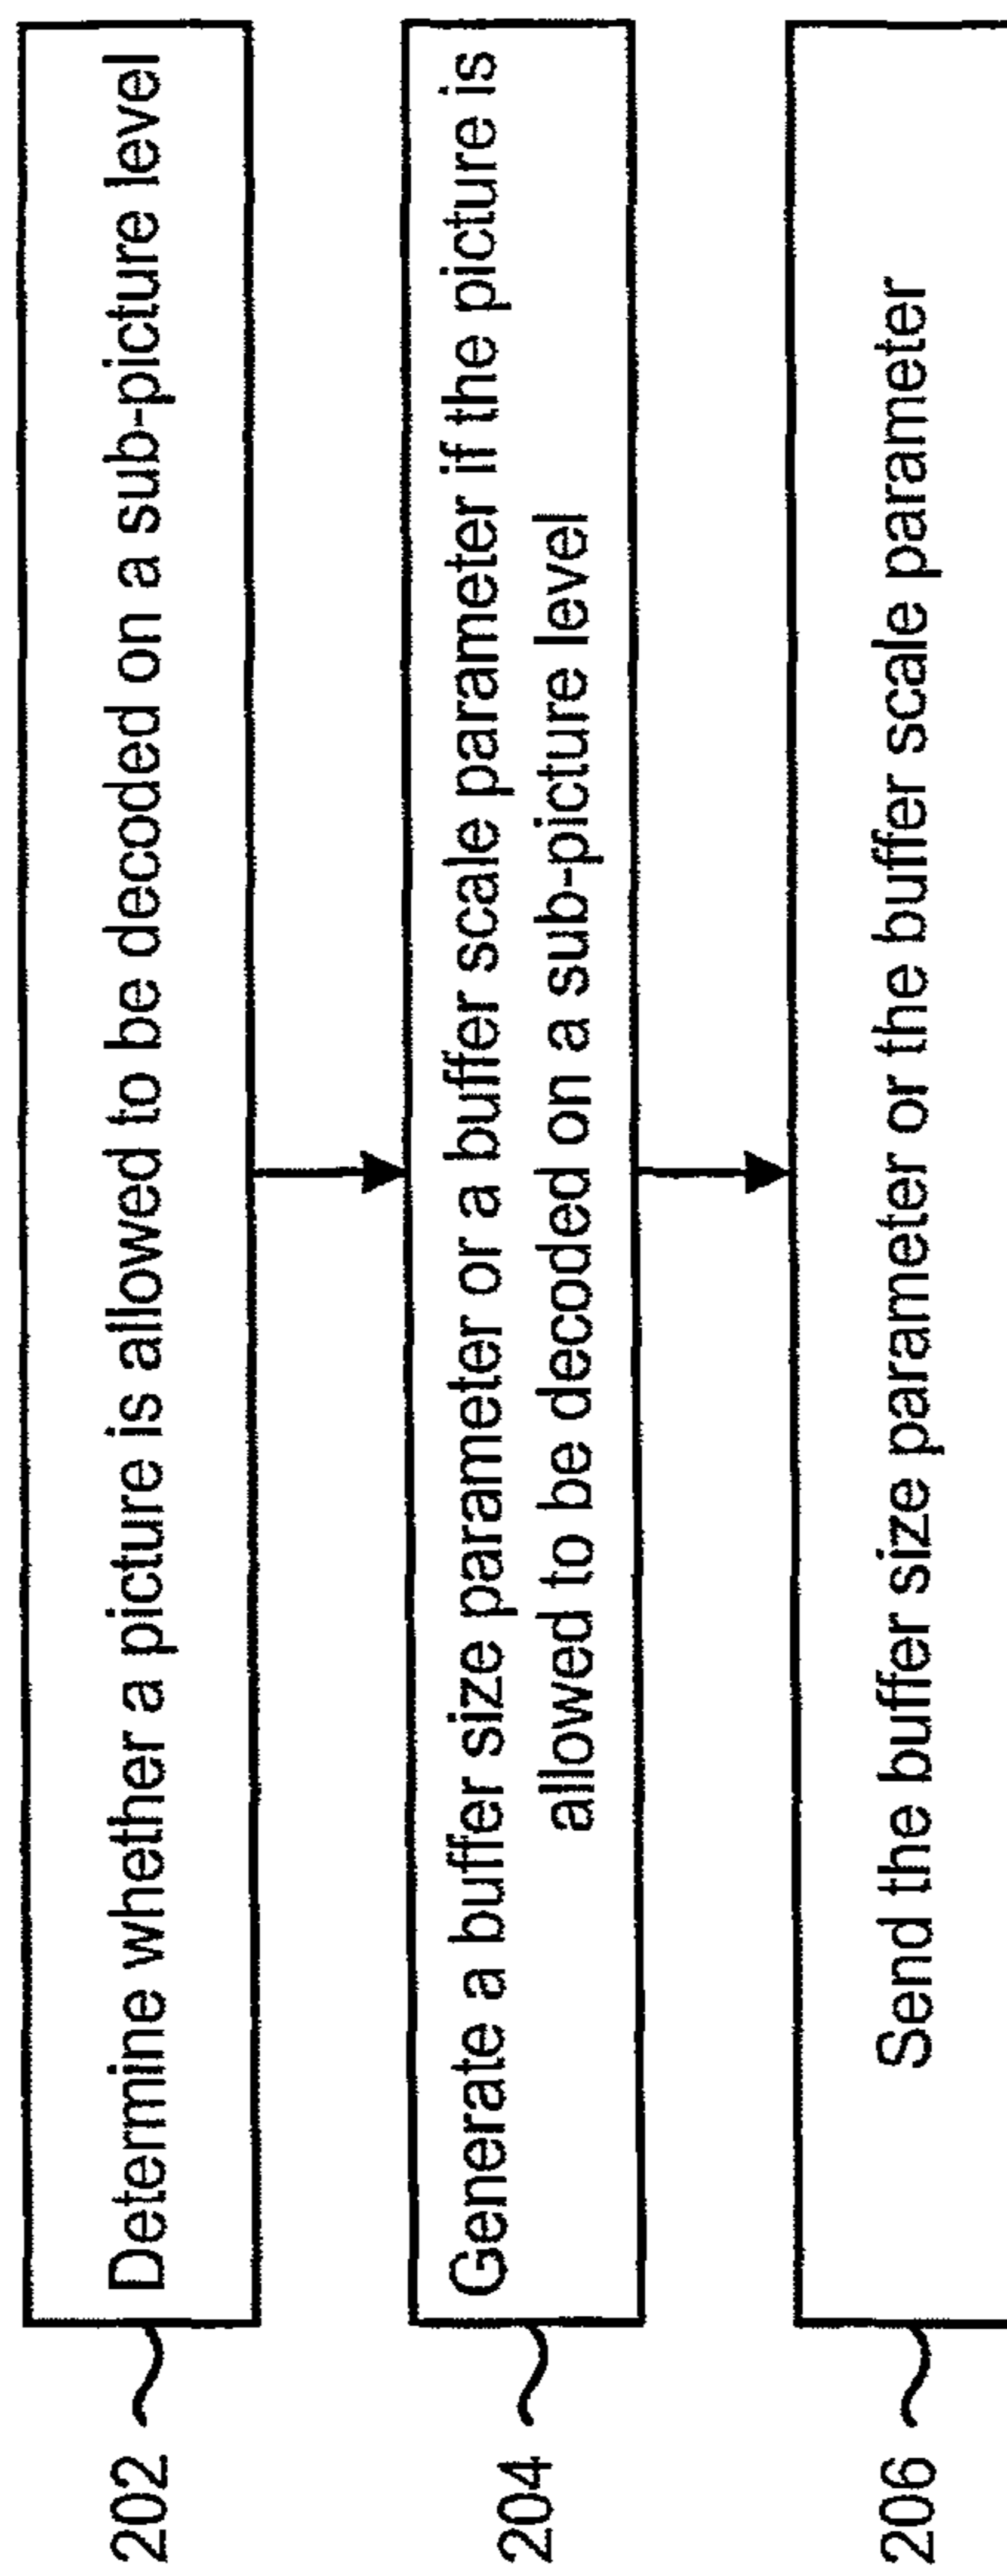 202
Determine whether a picture is allowed to be decoded on a sub-picture level
204
Generate a buffer size parameter or a buffer scale parameter if the picture is
allowed to be decoded on a sub-picture level
206
Send the buffer size parameter or the buffer scale parameter